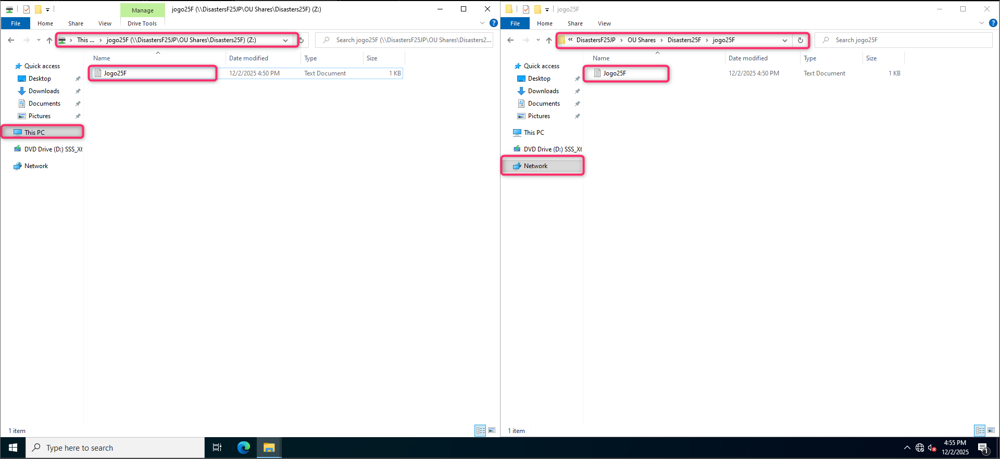 Manage
jogo25F (\\DisastersF25JP\OU Shares\Disasters25F) (Z:)
File Home Share View Drive Tools
This ... › jogo25F (\\DisastersF25JP\OU Shares\Disasters25F) (Z:)
Search jogo25F (\\DisastersF25JP\OU Shares\Disasters2...
Name Date modified Type Size
Quick access
Desktop
Downloads
Documents
Pictures
This PC
DVD Drive (D:) SSS_X6
Network
Jogo25F 12/2/2025 4:50 PM Text Document 1 KB
1 item
jogo25F
File Home Share View
« DisastersF25JP › OU Shares › Disasters25F › jogo25F
Search jogo25F
Name Date modified Type Size
Quick access
Desktop
Downloads
Documents
Pictures
This PC
DVD Drive (D:) SSS_X6
Network
Jogo25F 12/2/2025 4:50 PM Text Document 1 KB
1 item
Type here to search
4:55 PM
12/2/2025
1